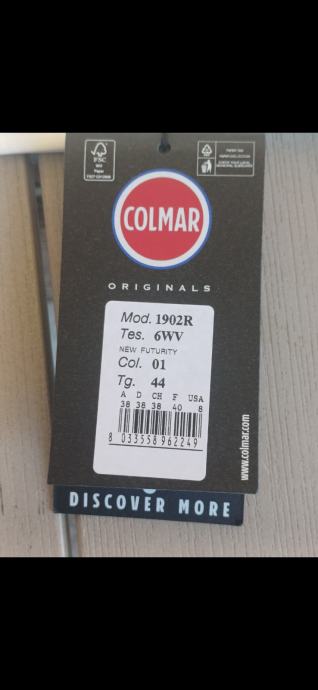 FSC
COLMAR
ORIGINALS
Mod. 1902R
Tes. 6WV
NEW FUTURITY
Col. 01
Tg. 44
A D CH F USA
38 38 38 40 8
8 033558 962249
www.colmar.com
DISCOVER MORE